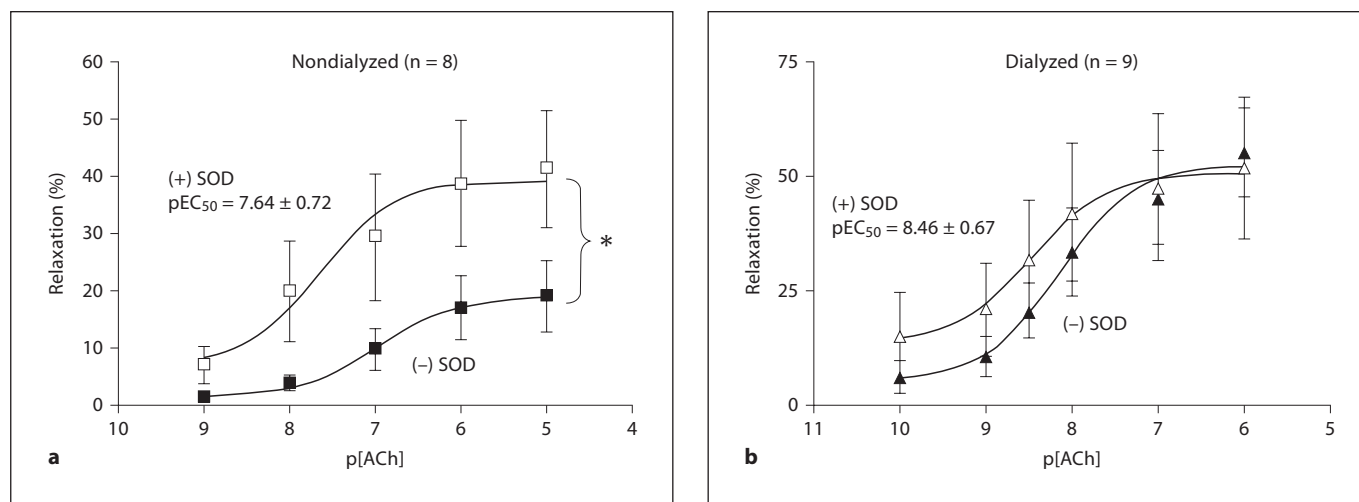 Nondialyzed (n = 8)
Relaxation (%)
60
50
40
30
20
10
0
(+) SOD
pEC50 = 7.64 ± 0.72
*
(–) SOD
10 9 8 7 6 5 4
p[ACh]
a
Dialyzed (n = 9)
Relaxation (%)
75
50
25
0
(+) SOD
pEC50 = 8.46 ± 0.67
(–) SOD
11 10 9 8 7 6 5
p[ACh]
b